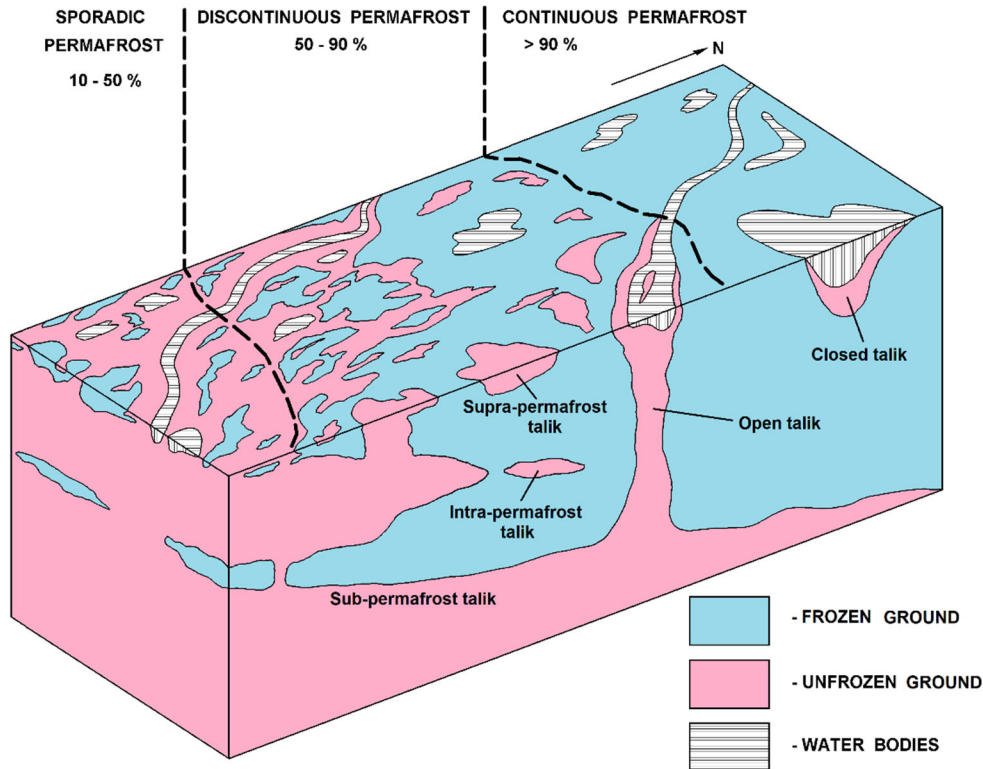 SPORADIC
PERMAFROST
10 - 50 %
DISCONTINUOUS PERMAFROST
50 - 90 %
CONTINUOUS PERMAFROST
> 90 %
N
Closed talik
Supra-permafrost
talik
Open talik
Intra-permafrost
talik
Sub-permafrost talik
- FROZEN GROUND
- UNFROZEN GROUND
- WATER BODIES